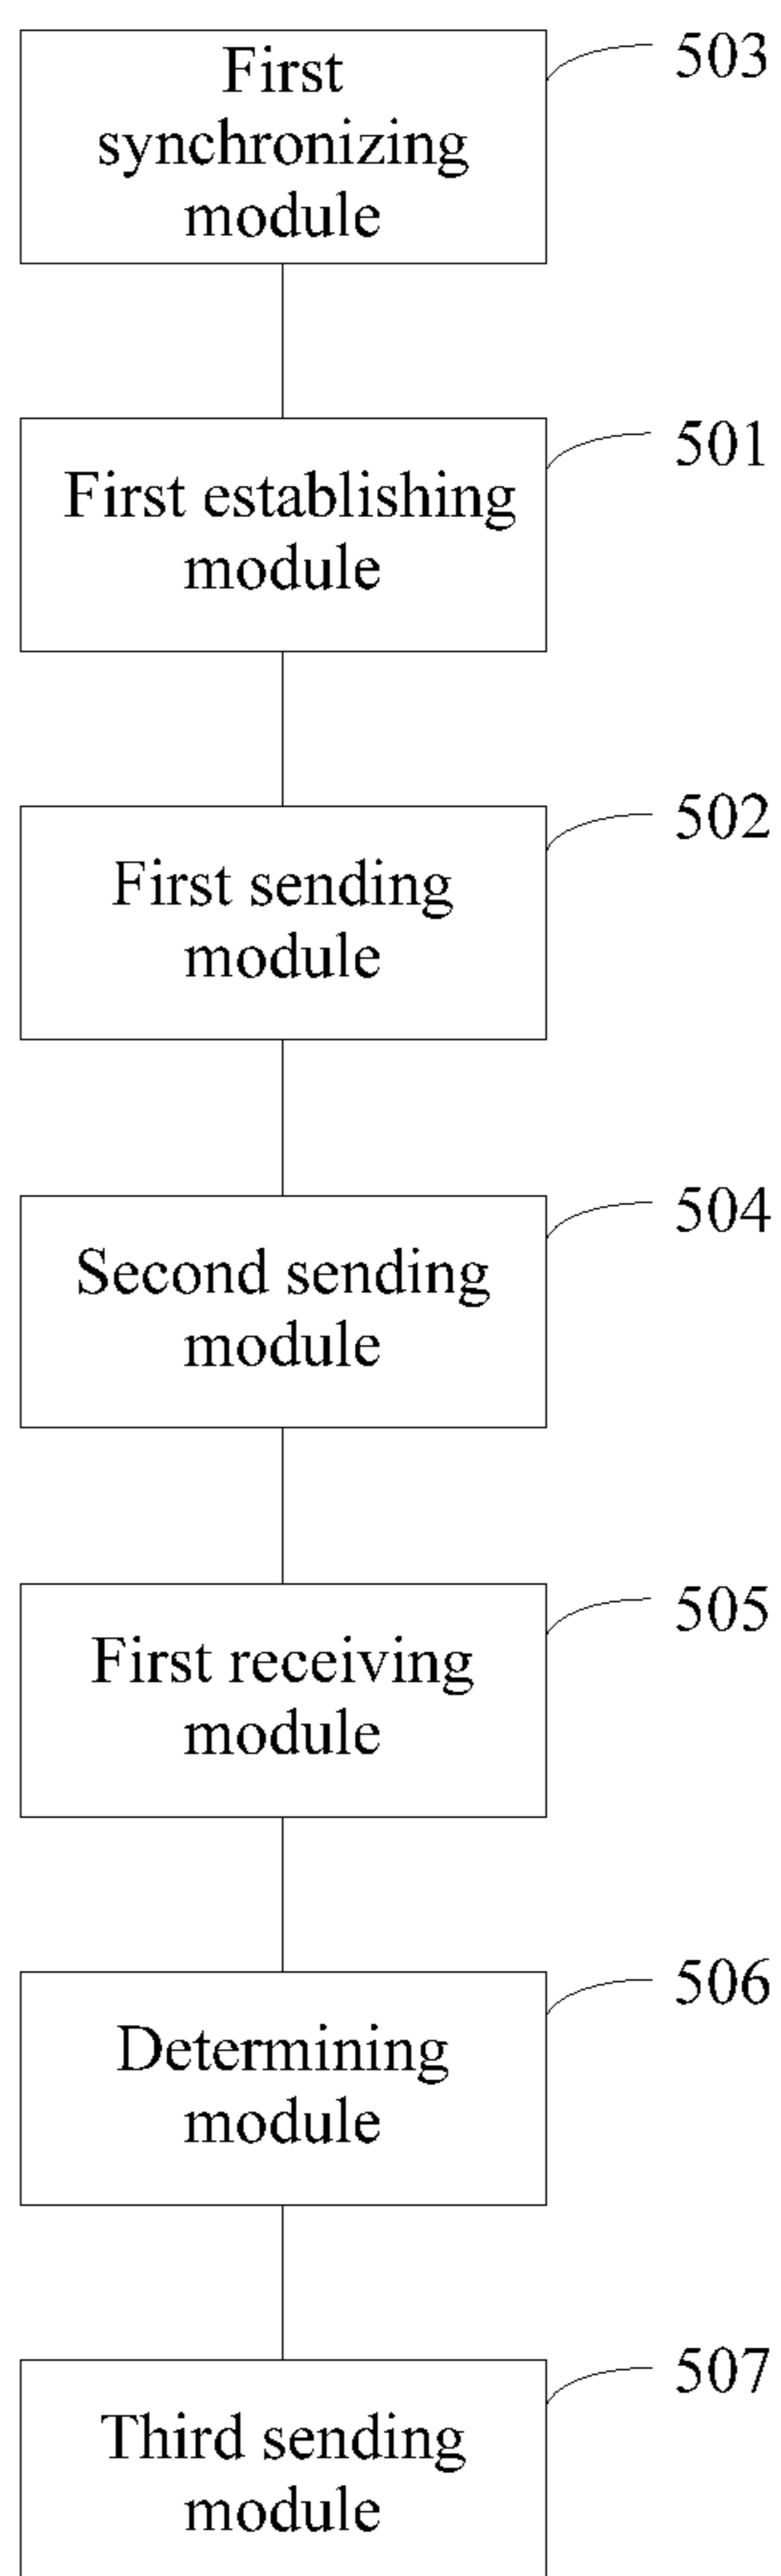 First
synchronizing
module
503
First establishing
module
501
First sending
module
502
Second sending
module
504
First receiving
module
505
Determining
module
506
Third sending
module
507